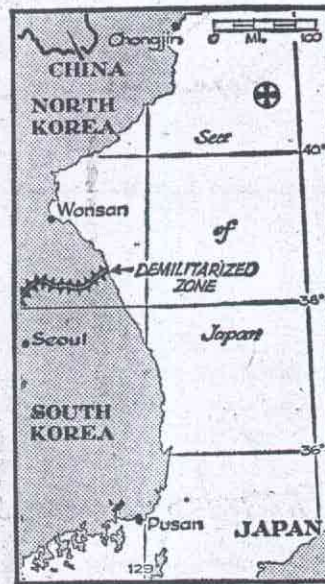 Chongjin
0 100
MI.
CHINA
NORTH
KOREA
Sea
40°
Wonsan
of
DEMILITARIZED
ZONE
38°
Seoul
Japan
SOUTH
KOREA
36°
Pusan
JAPAN
129